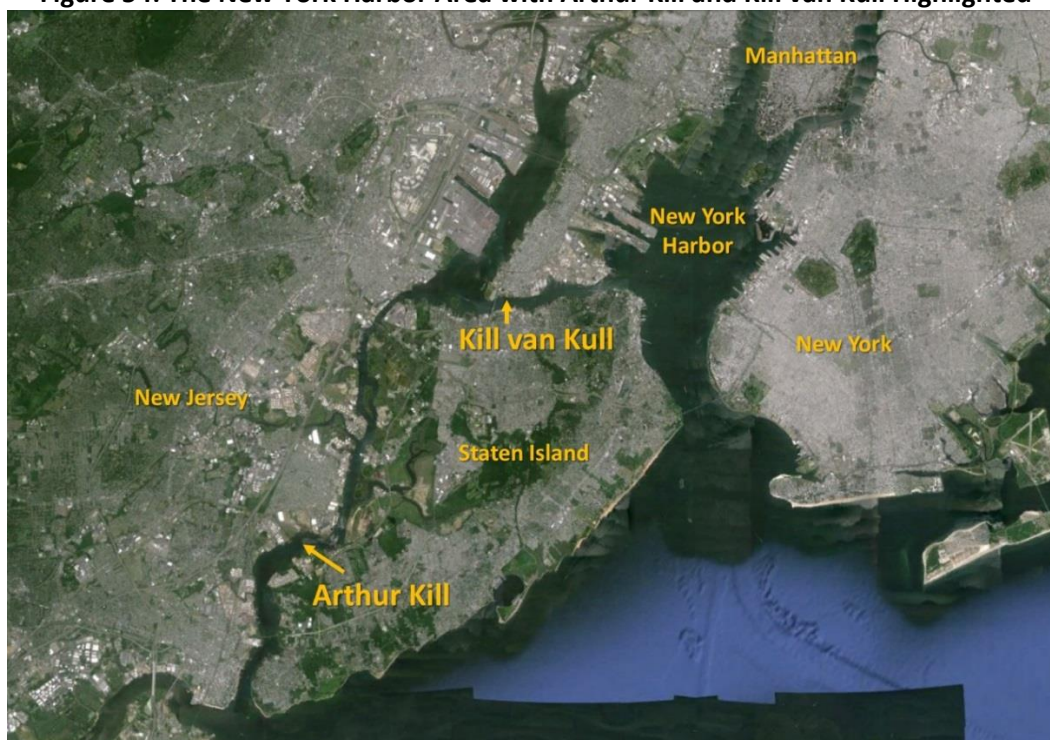 Figure The New York Harbor Area with Arthur Kill and Kill van Kull Highlighted
Manhattan
New York
Harbor
Kill van Kull
New York
New Jersey
Staten Island
Arthur Kill